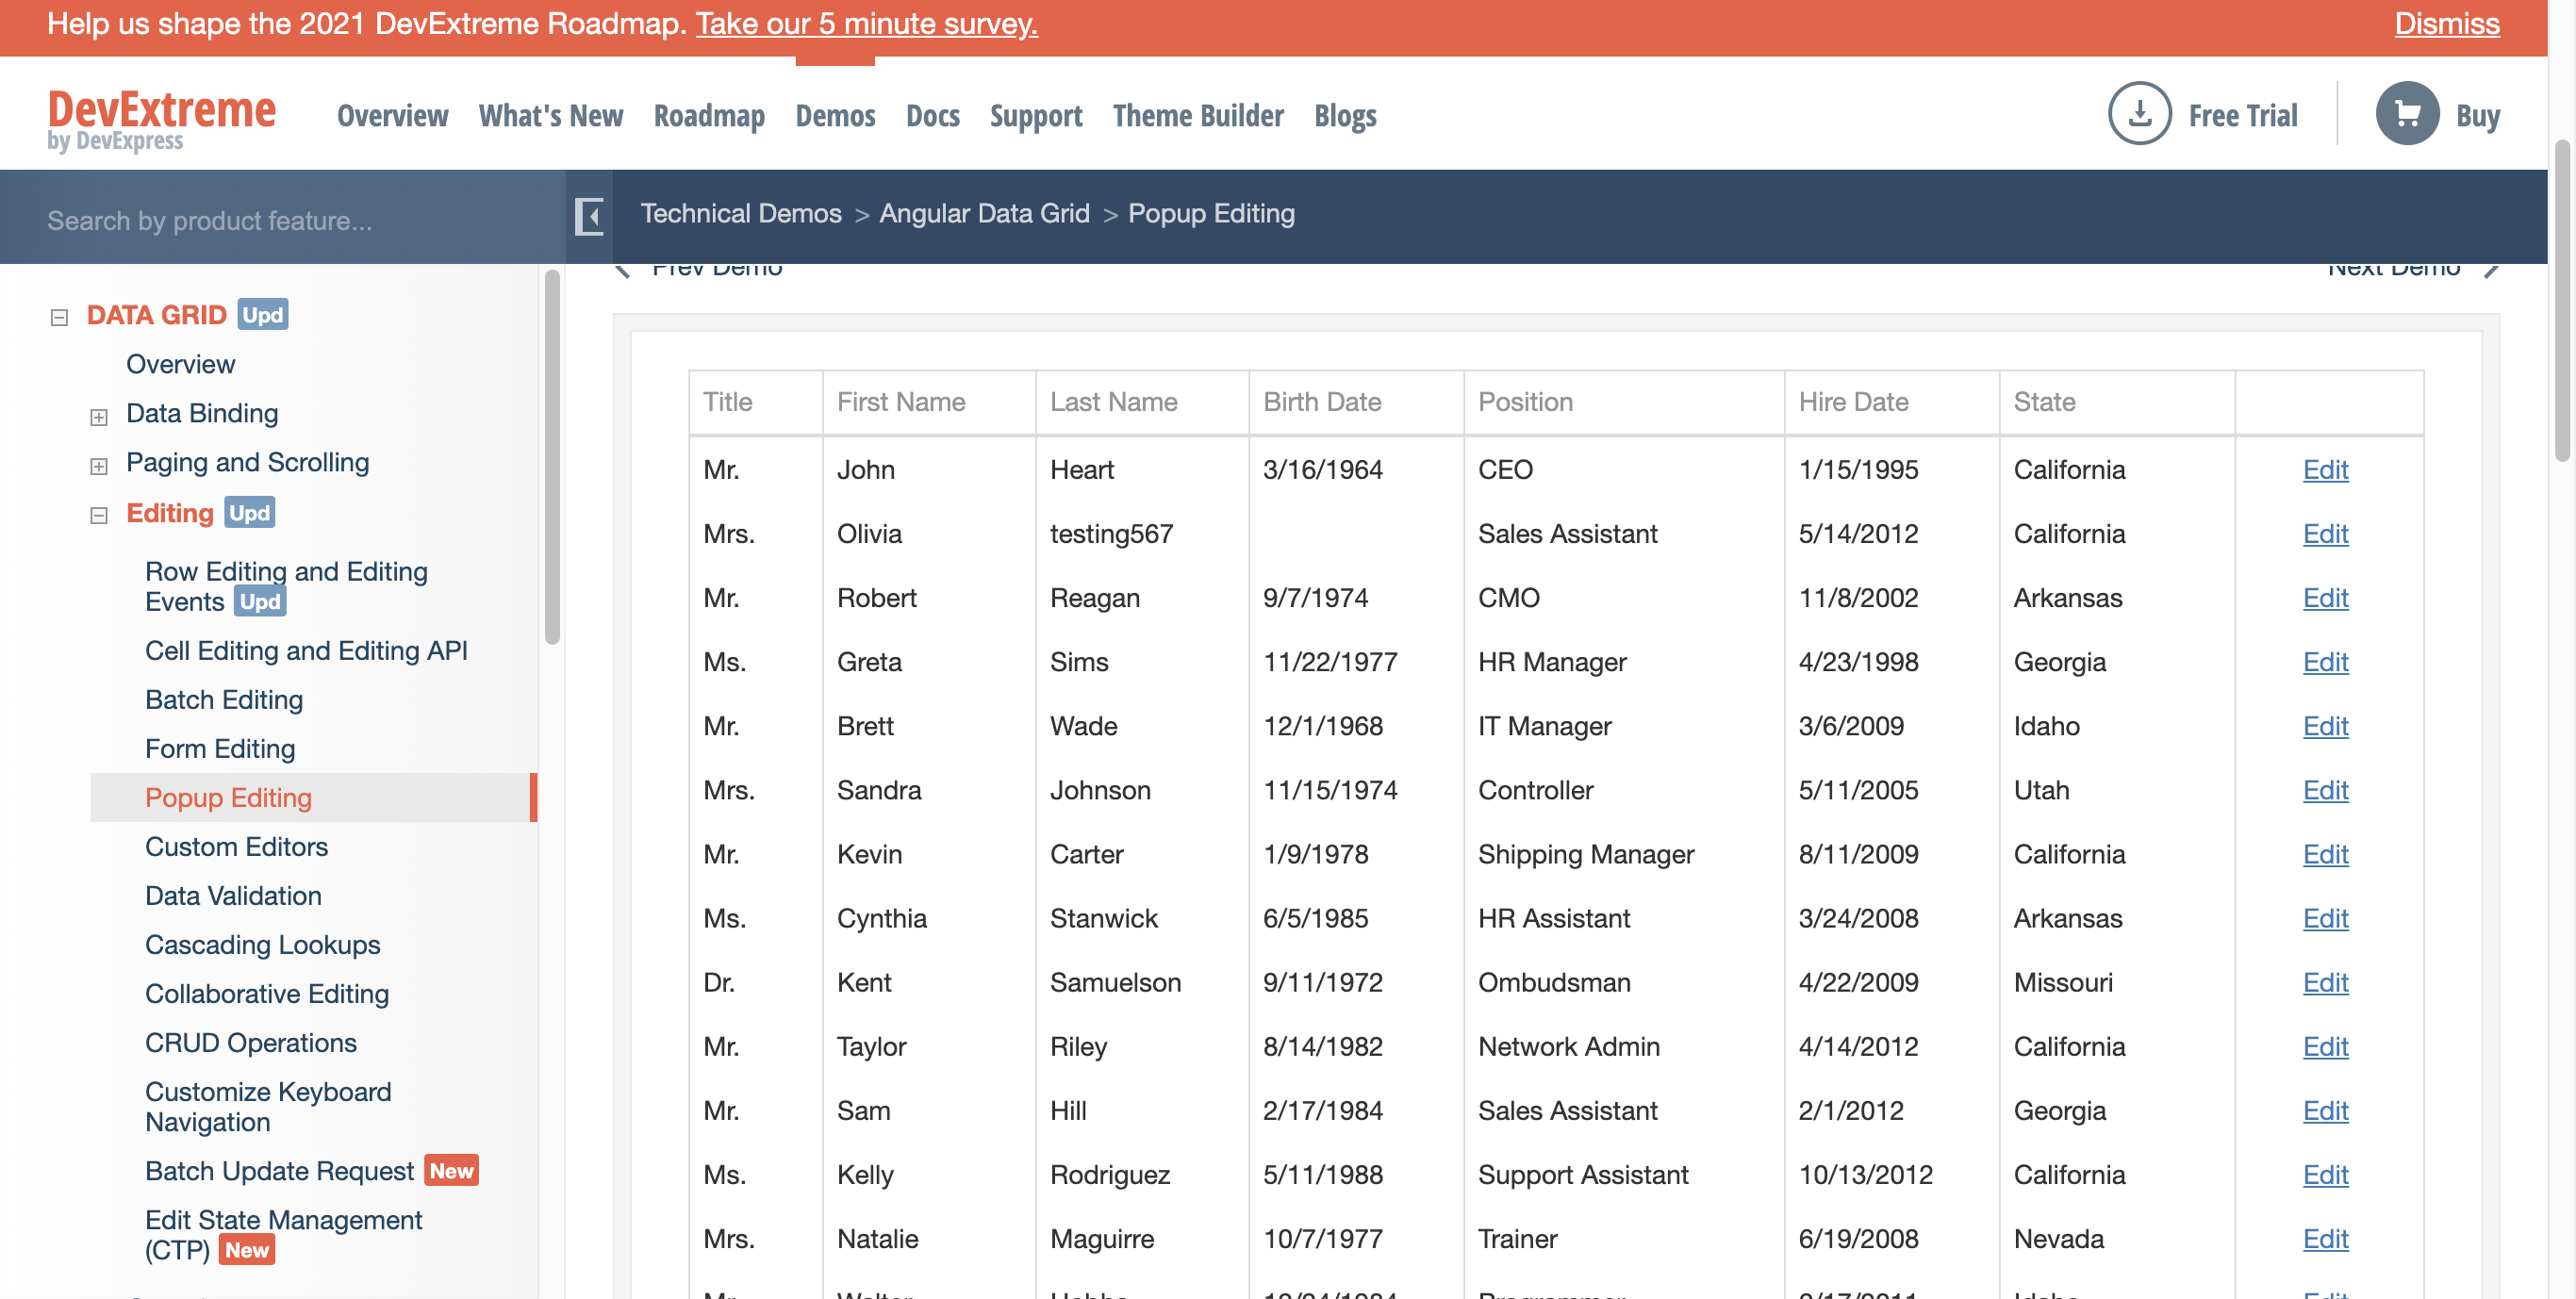 Help us shape the 2021 DevExtreme Roadmap. Take our 5 minute survey. Dismiss
DevExtreme
by DevExpress
Overview What's New Roadmap Demos Docs Support Theme Builder Blogs Free Trial Buy
Search by product feature...
Technical Demos > Angular Data Grid > Popup Editing
Prev Demo Next Demo
DATA GRID Upd
Overview
Data Binding
Paging and Scrolling
Editing Upd
Row Editing and Editing
Events Upd
Cell Editing and Editing API
Batch Editing
Form Editing
Popup Editing
Custom Editors
Data Validation
Cascading Lookups
Collaborative Editing
CRUD Operations
Customize Keyboard
Navigation
Batch Update Request New
Edit State Management
(CTP) New
Title First Name Last Name Birth Date Position Hire Date State
Mr. John Heart 3/16/1964 CEO 1/15/1995 California Edit
Mrs. Olivia testing567 Sales Assistant 5/14/2012 California Edit
Mr. Robert Reagan 9/7/1974 CMO 11/8/2002 Arkansas Edit
Ms. Greta Sims 11/22/1977 HR Manager 4/23/1998 Georgia Edit
Mr. Brett Wade 12/1/1968 IT Manager 3/6/2009 Idaho Edit
Mrs. Sandra Johnson 11/15/1974 Controller 5/11/2005 Utah Edit
Mr. Kevin Carter 1/9/1978 Shipping Manager 8/11/2009 California Edit
Ms. Cynthia Stanwick 6/5/1985 HR Assistant 3/24/2008 Arkansas Edit
Dr. Kent Samuelson 9/11/1972 Ombudsman 4/22/2009 Missouri Edit
Mr. Taylor Riley 8/14/1982 Network Admin 4/14/2012 California Edit
Mr. Sam Hill 2/17/1984 Sales Assistant 2/1/2012 Georgia Edit
Ms. Kelly Rodriguez 5/11/1988 Support Assistant 10/13/2012 California Edit
Mrs. Natalie Maguirre 10/7/1977 Trainer 6/19/2008 Nevada Edit